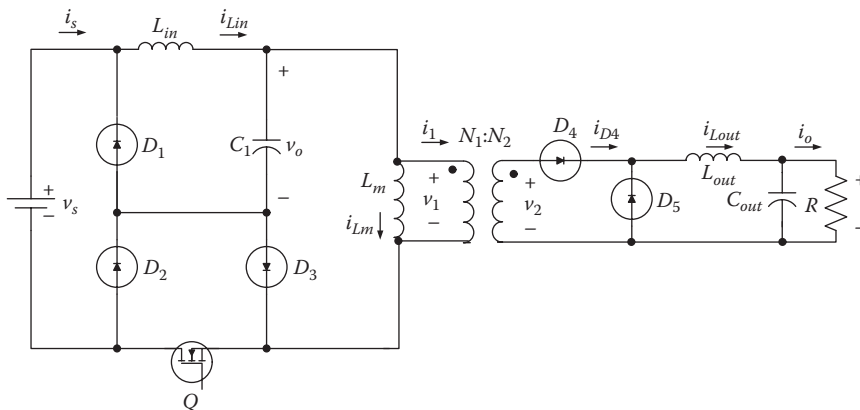 i_s
L_in
i_Lin
+
D_1
C_1
v_o
−
i_1
N_1:N_2
D_4
i_D4
i_Lout
i_o
L_out
L_m
+
v_1
−
+
v_2
−
D_5
C_out
R
+
−
+
v_s
−
i_Lm
D_2
D_3
Q